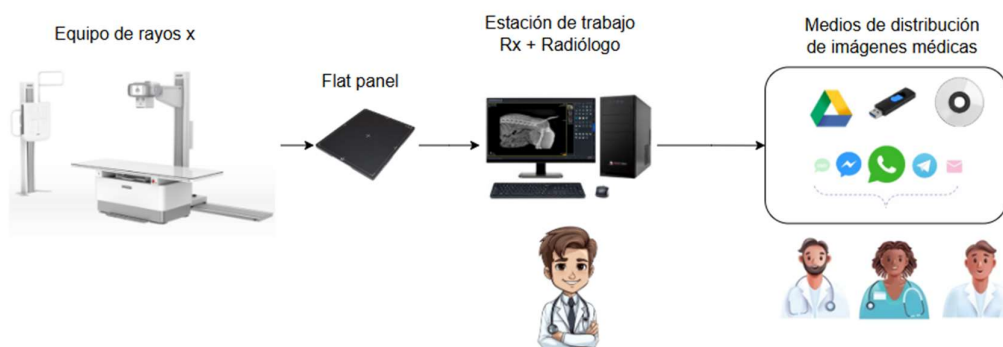 Equipo de rayos x
Flat panel
Estación de trabajo
Rx + Radiólogo
Medios de distribución
de imágenes médicas